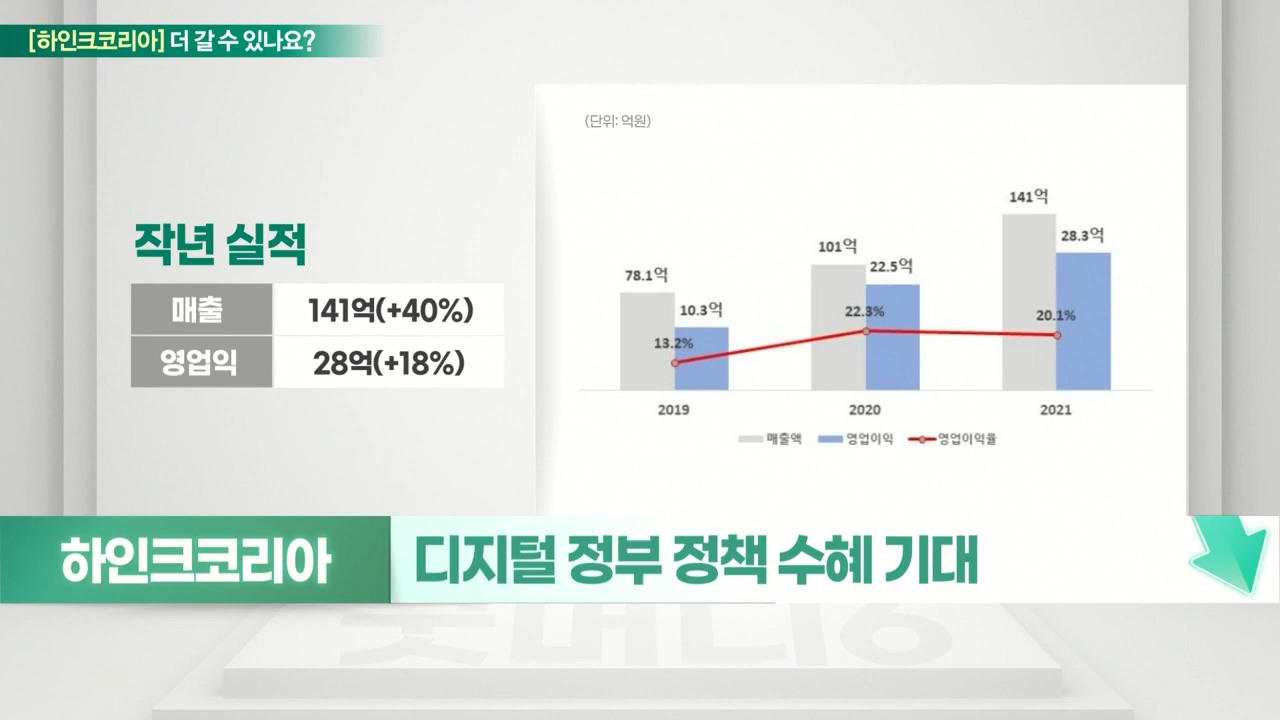 [하인크코리아] 더 갈 수 있나요?
(단위: 억원)
작년 실적
매출 141억(+40%)
영업익 28억(+18%)
78.1억
10.3억
13.2%
101억
22.5억
22.3%
141억
28.3억
20.1%
2019 2020 2021
매출액 영업이익 영업이익률
하인크코리아 디지털 정부 정책 수혜 기대